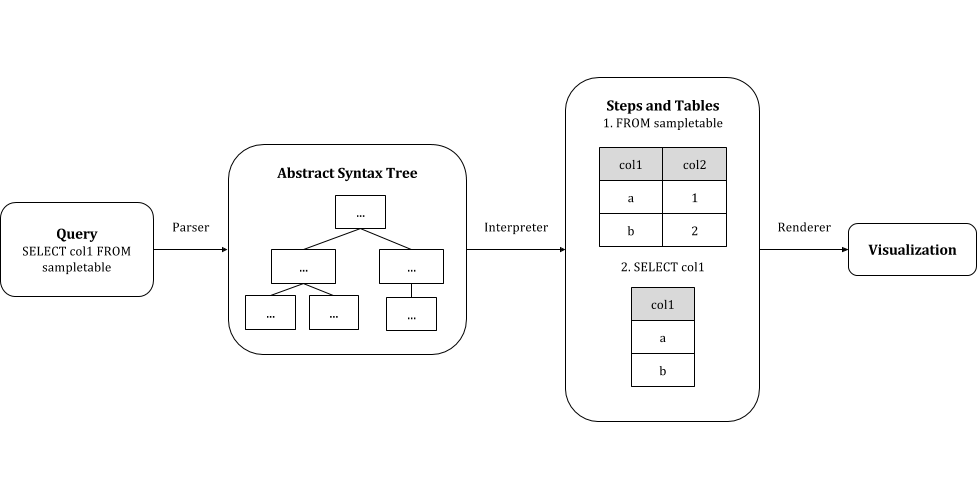 Query
SELECT col1 FROM
sampletable
Parser
Abstract Syntax Tree
...
... ...
... ... ...
Interpreter
Steps and Tables
1. FROM sampletable
col1 col2
a 1
b 2
2. SELECT col1
col1
a
b
Renderer
Visualization